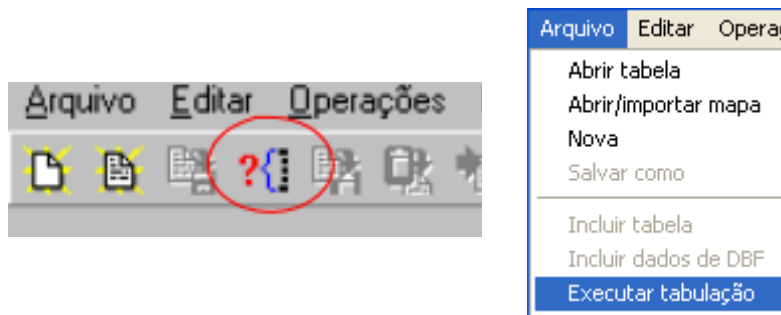 Arquivo Editar Operações
?{
Arquivo Editar
Abrir tabela
Abrir/importar mapa
Nova
Salvar como
Incluir tabela
Incluir dados de DBF
Executar tabulação